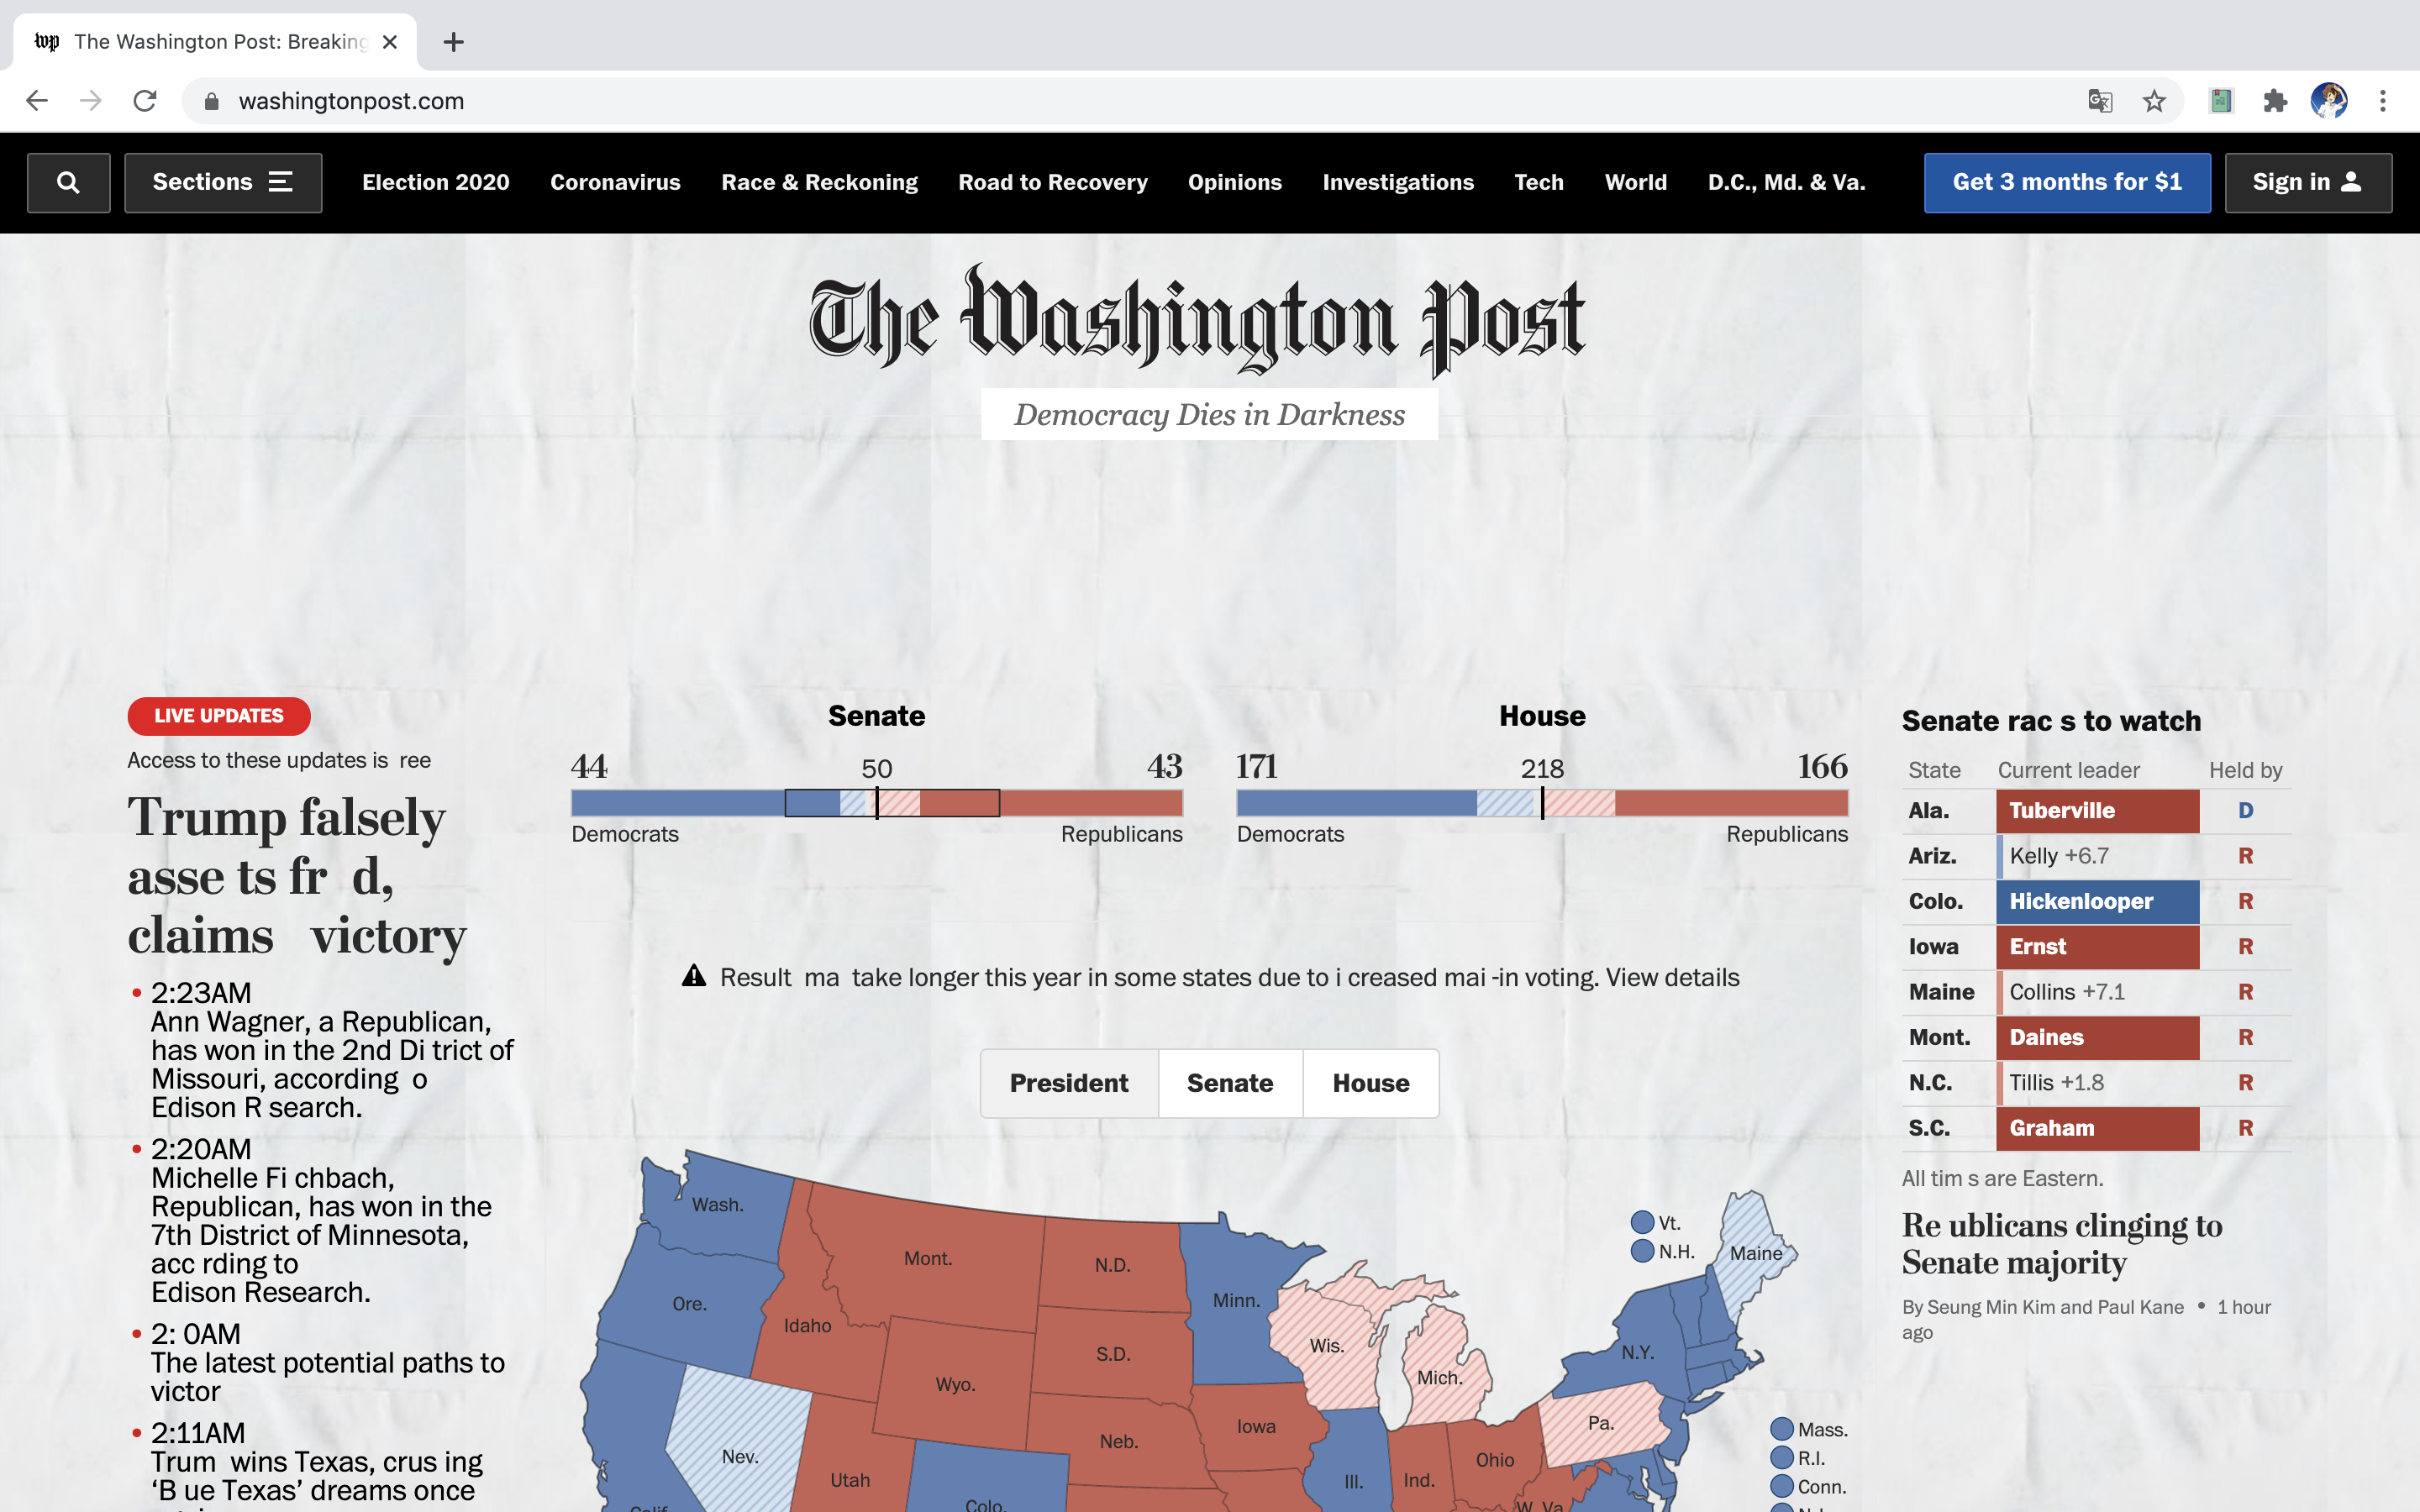 The Washington Post: Breaking
washingtonpost.com
Sections
Election 2020
Coronavirus
Race & Reckoning
Road to Recovery
Opinions
Investigations
Tech
World
D.C., Md. & Va.
Get 3 months for $1
Sign in
The Washington Post
Democracy Dies in Darkness
LIVE UPDATES
Access to these updates is  ree
Trump falsely
asse ts fr  d,
claims   victory
• 2:23AM
Ann Wagner, a Republican,
has won in the 2nd Di trict of
Missouri, according  o
Edison R search.
• 2:20AM
Michelle Fi chbach,
Republican, has won in the
7th District of Minnesota,
acc rding to
Edison Research.
• 2: 0AM
The latest potential paths to
victor
• 2:11AM
Trum  wins Texas, crus ing
‘B ue Texas’ dreams once
Senate
44 50 43
Democrats Republicans
House
171 218 166
Democrats Republicans
Result  ma  take longer this year in some states due to i creased mai -in voting. View details
President Senate House
Wash.
Ore.
Idaho
Mont.
Wyo.
N.D.
S.D.
Neb.
Minn.
Iowa
Wis.
Mich.
Ill.
Ind.
Ohio
Pa.
N.Y.
Maine
Vt.
N.H.
Nev.
Utah
Colo.
Calif.
W. Va.
Mass.
R.I.
Conn.
Senate rac s to watch
State Current leader Held by
Ala. Tuberville D
Ariz. Kelly +6.7 R
Colo. Hickenlooper R
Iowa Ernst R
Maine Collins +7.1 R
Mont. Daines R
N.C. Tillis +1.8 R
S.C. Graham R
All tim s are Eastern.
Re ublicans clinging to
Senate majority
By Seung Min Kim and Paul Kane • 1 hour
ago